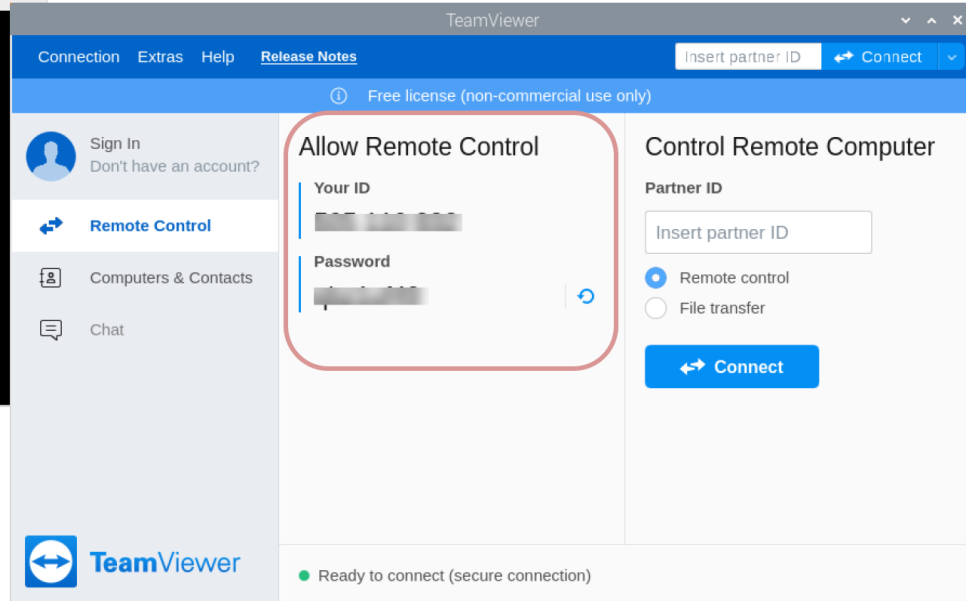 TeamViewer
Connection Extras Help Release Notes Insert partner ID Connect
Free license (non-commercial use only)
Sign In
Don't have an account?
Remote Control
Computers & Contacts
Chat
TeamViewer
Allow Remote Control
Your ID
Password
Control Remote Computer
Partner ID
Insert partner ID
Remote control
File transfer
Connect
Ready to connect (secure connection)